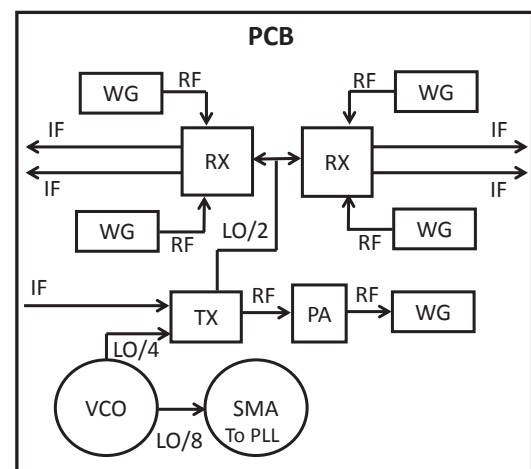 PCB
WG
RF
RF
WG
IF
IF
RX
RX
IF
IF
WG
RF
LO/2
RF
WG
IF
TX
RF
PA
RF
WG
LO/4
VCO
LO/8
SMA
To PLL